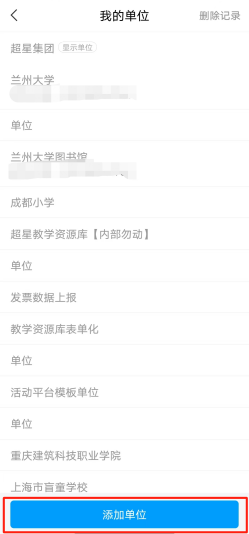 我的单位
删除记录
超星集团 显示单位
兰州大学
单位
兰州大学图书馆
成都小学
超星教学资源库【内部勿动】
单位
发票数据上报
教学资源库表单化
单位
活动平台模板单位
单位
重庆建筑科技职业学院
上海市盲童学校
添加单位